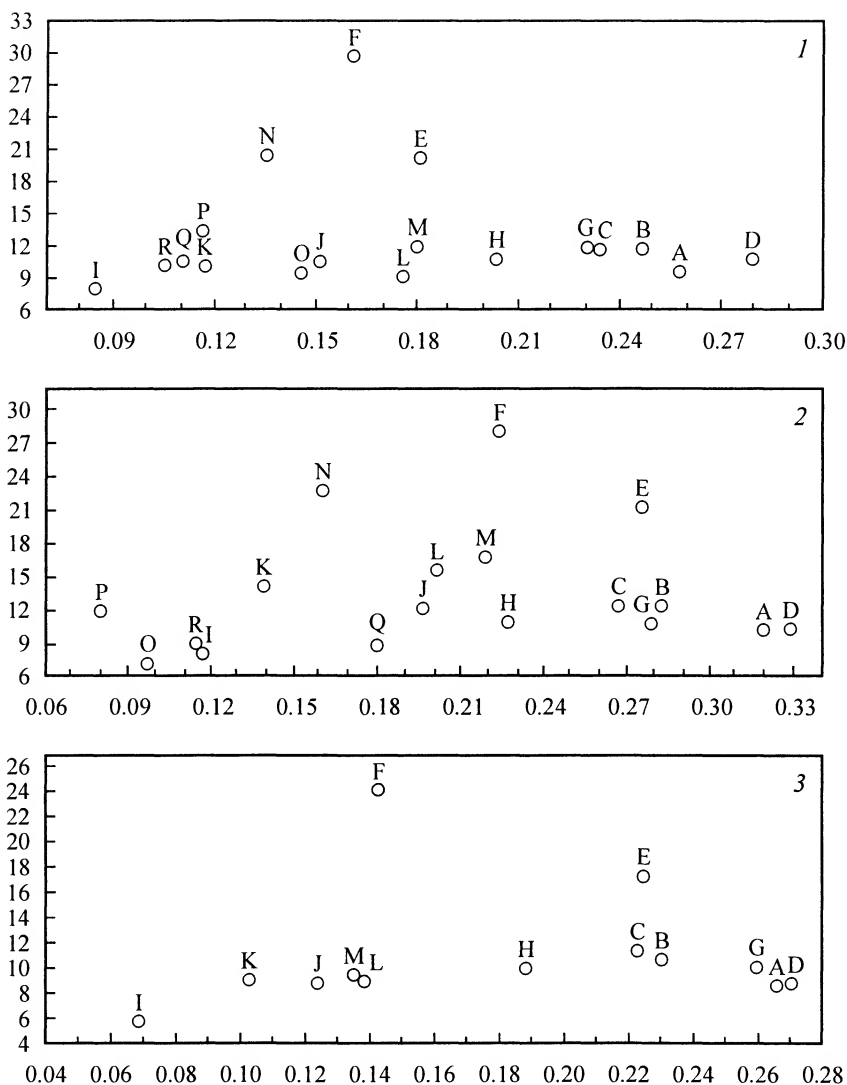 33
F
1
30
27
24
N
E
21
18
P
15
Q
M
G
C
B
R
K
J
H
D
12
O
L
A
I
9
6
0.09 0.12 0.15 0.18 0.21 0.24 0.27 0.30
F
2
30
27
N
E
24
21
M
18
K
L
15
P
J
H
C
B
A
D
12
R
I
Q
G
O
9
6
0.06 0.09 0.12 0.15 0.18 0.21 0.24 0.27 0.30 0.33
26
F
3
24
22
20
E
18
16
14
C
B
12
K
J
M
L
H
G
A
D
10
8
I
6
4
0.04 0.06 0.08 0.10 0.12 0.14 0.16 0.18 0.20 0.22 0.24 0.26 0.28